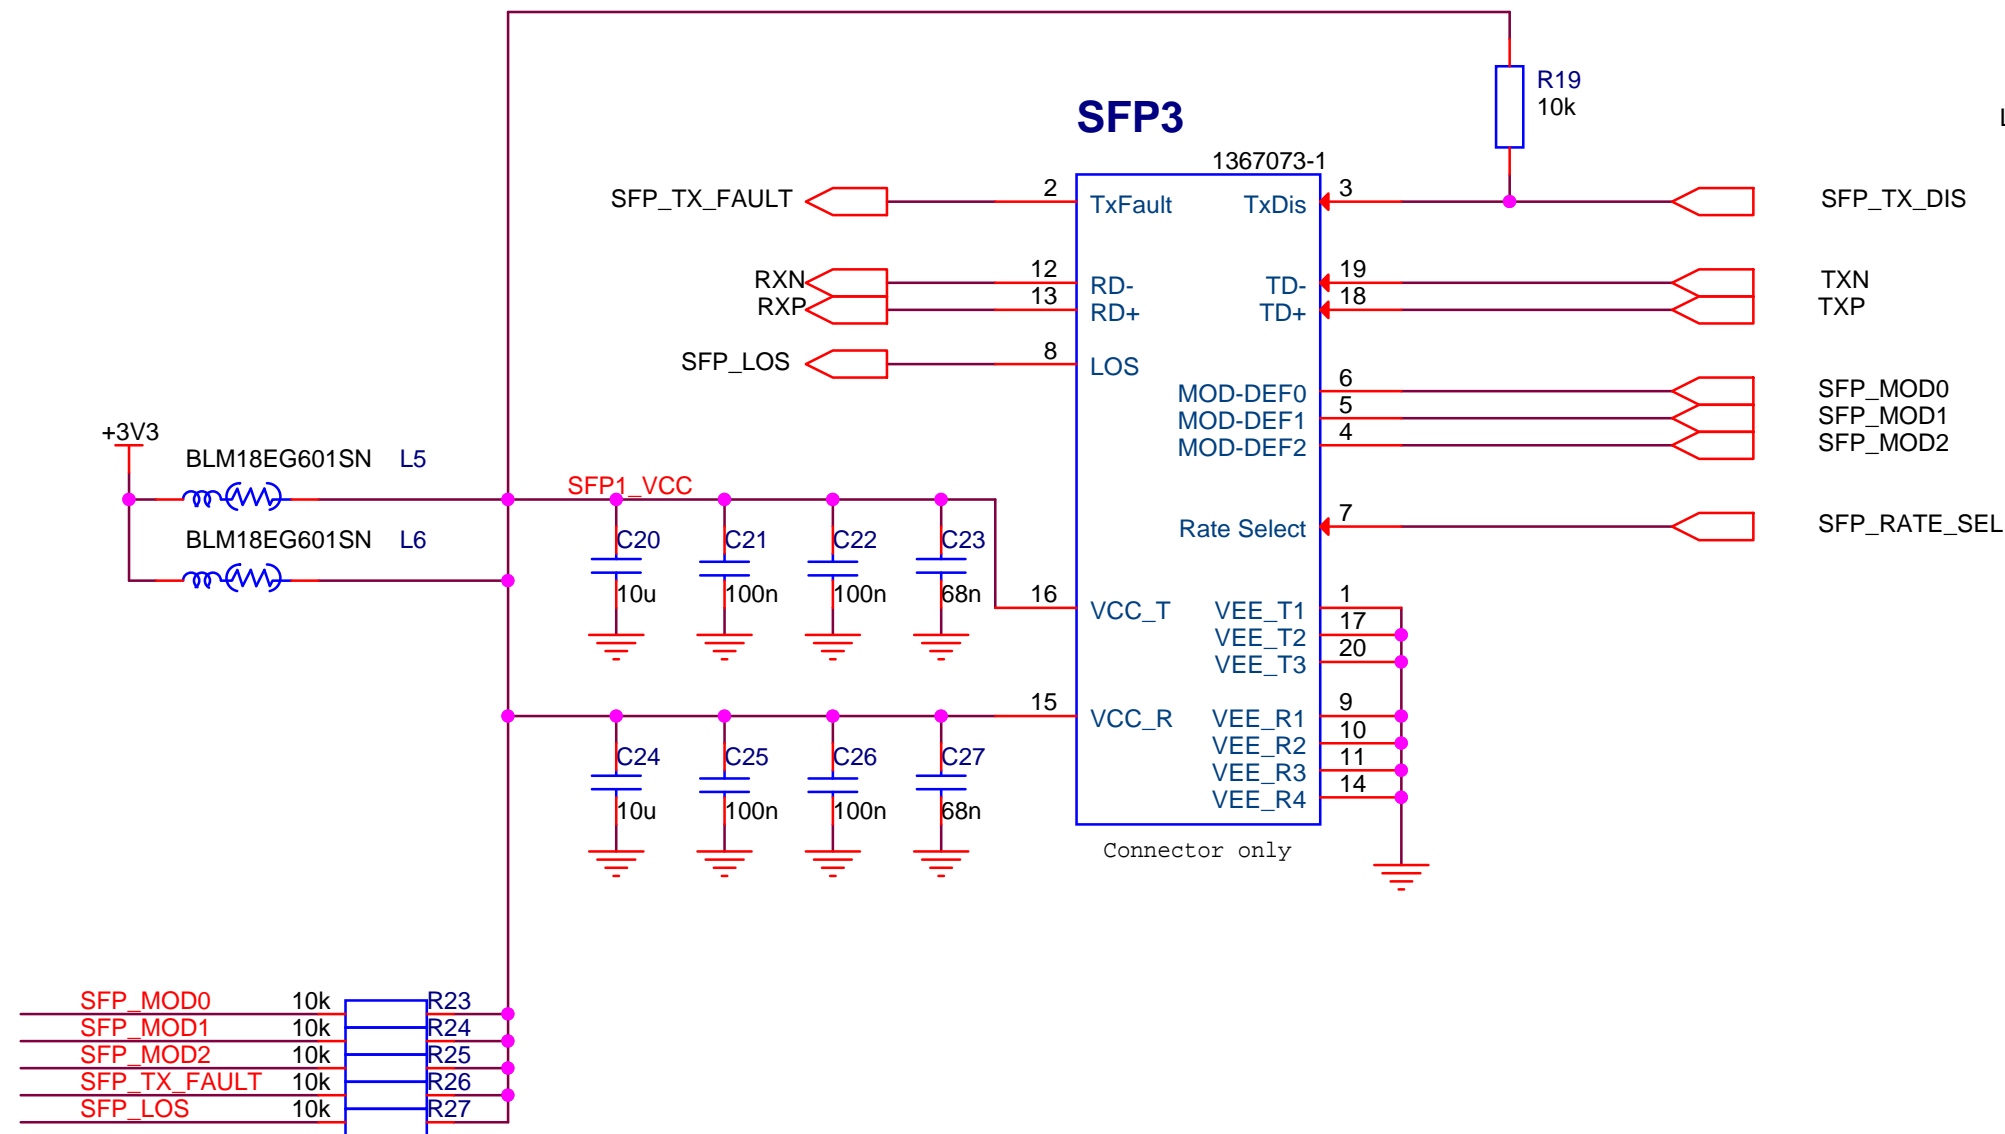 R19
10k
L
SFP3
1367073-1
SFP_TX_FAULT 2 TxFault TxDis 3 SFP_TX_DIS
RXN 12 RD- TD- 19 TXN
RXP 13 RD+ TD+ 18 TXP
SFP_LOS 8 LOS
MOD-DEF0 6 SFP_MOD0
MOD-DEF1 5 SFP_MOD1
MOD-DEF2 4 SFP_MOD2
+3V3
BLM18EG601SN L5
SFP1_VCC
Rate Select 7 SFP_RATE_SEL
BLM18EG601SN L6
C20 C21 C22 C23
10u 100n 100n 68n
16 VCC_T VEE_T1 1
VEE_T2 17
VEE_T3 20
15 VCC_R VEE_R1 9
VEE_R2 10
VEE_R3 11
VEE_R4 14
C24 C25 C26 C27
10u 100n 100n 68n
Connector only
SFP_MOD0 10k R23
SFP_MOD1 10k R24
SFP_MOD2 10k R25
SFP_TX_FAULT 10k R26
SFP_LOS 10k R27